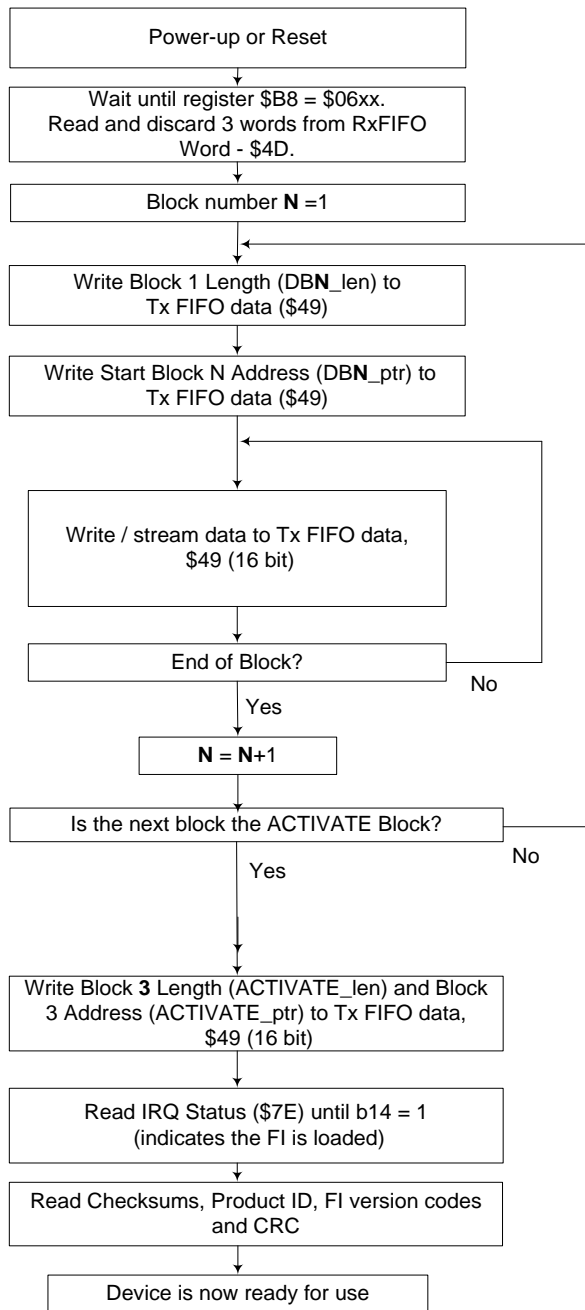 Power-up or Reset
Wait until register $B8 = $06xx.
Read and discard 3 words from RxFIFO
Word - $4D.
Block number N =1
Write Block 1 Length (DBN_len) to
Tx FIFO data ($49)
Write Start Block N Address (DBN_ptr) to
Tx FIFO data ($49)
Write / stream data to Tx FIFO data,
$49 (16 bit)
End of Block?
No
Yes
N = N+1
Is the next block the ACTIVATE Block?
No
Yes
Write Block 3 Length (ACTIVATE_len) and Block
3 Address (ACTIVATE_ptr) to Tx FIFO data,
$49 (16 bit)
Read IRQ Status ($7E) until b14 = 1
(indicates the FI is loaded)
Read Checksums, Product ID, FI version codes
and CRC
Device is now ready for use